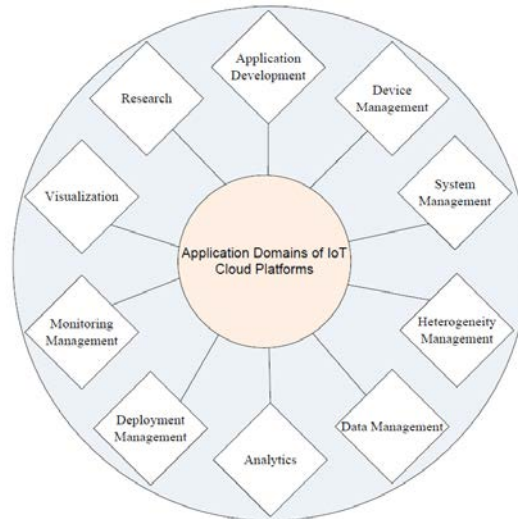 Application
Development
Device
Management
System
Management
Heterogeneity
Management
Data Management
Analytics
Deployment
Management
Monitoring
Management
Visualization
Research
Application Domains of IoT
Cloud Platforms